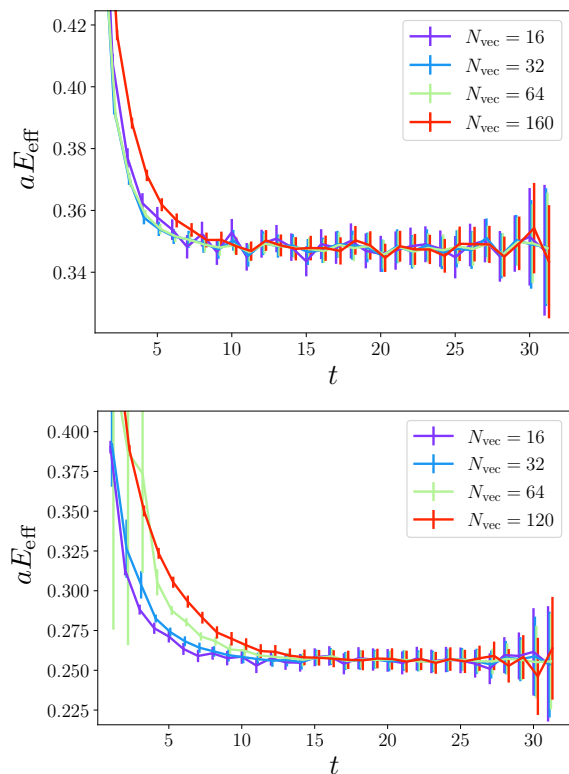 0.42
0.40
0.38
0.36
0.34
aE_eff
5 10 15 20 25 30
t
N_vec = 16
N_vec = 32
N_vec = 64
N_vec = 160
0.400
0.375
0.350
0.325
0.300
0.275
0.250
0.225
aE_eff
5 10 15 20 25 30
t
N_vec = 16
N_vec = 32
N_vec = 64
N_vec = 120